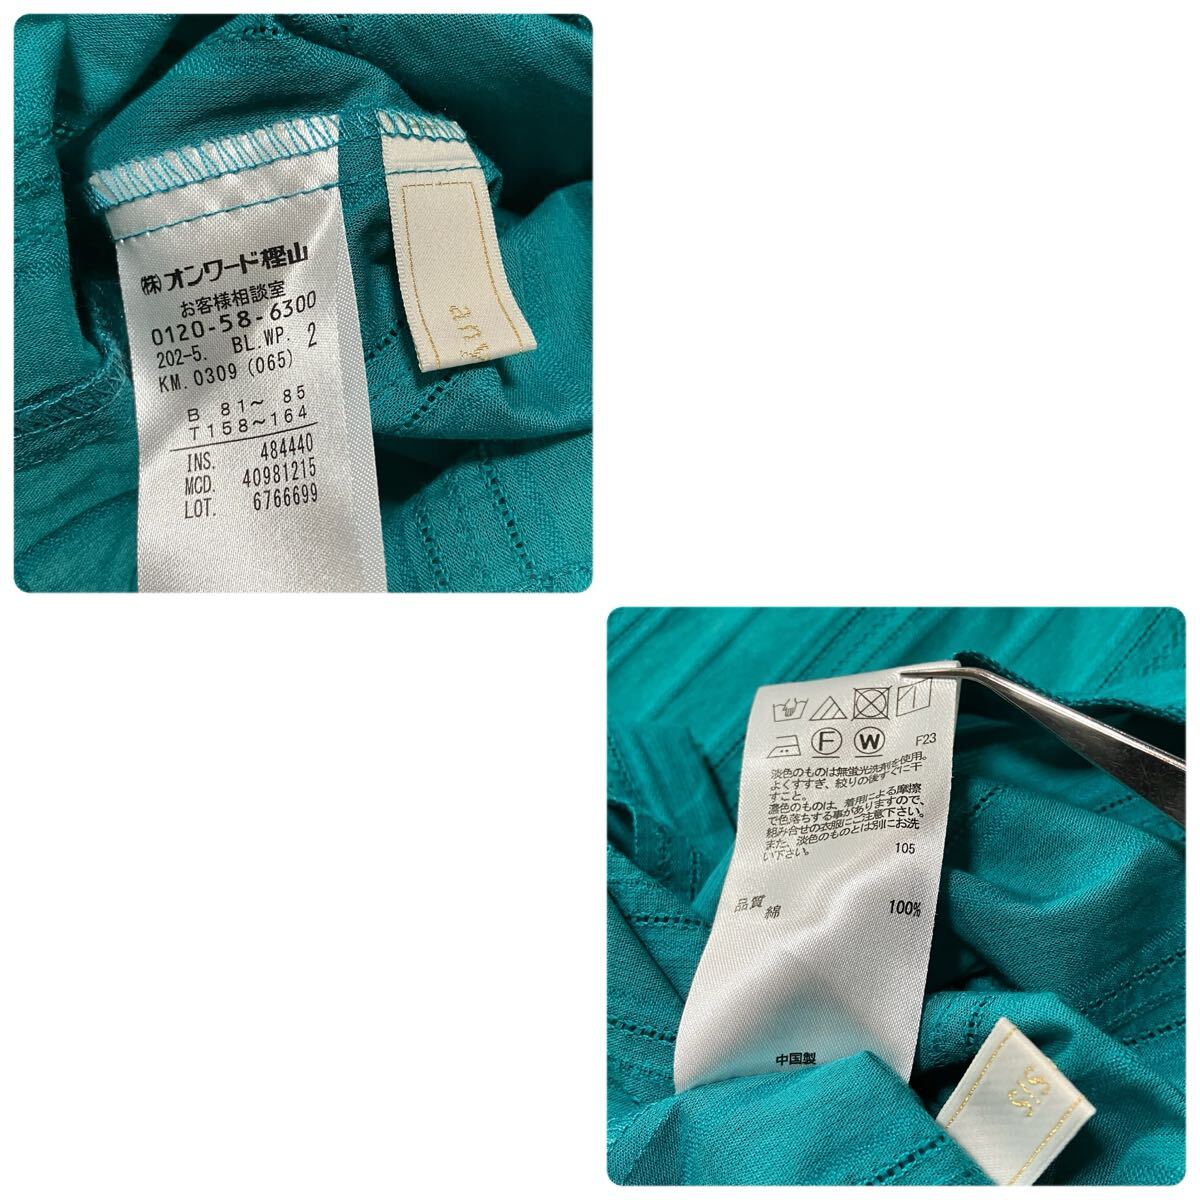 ㈱オンワード樫山
お客様相談室
0120-58-6300
202-5. BL.WP. 2
KM.0309 (065)
B 81〜 85
T158〜164
INS. 484440
MCD. 40981215
LOT. 6766699
any
F W F23
淡色のものは無蛍光洗剤を使用。
よくすすぎ、絞りの後すぐに干
すこと。
濃色のものは、着用による摩擦
で色落ちする事がありますので、
組み合せの衣服にご注意下さい。
また、淡色のものとは別にお洗
い下さい。 105
品質
綿 100%
中国製
SIS